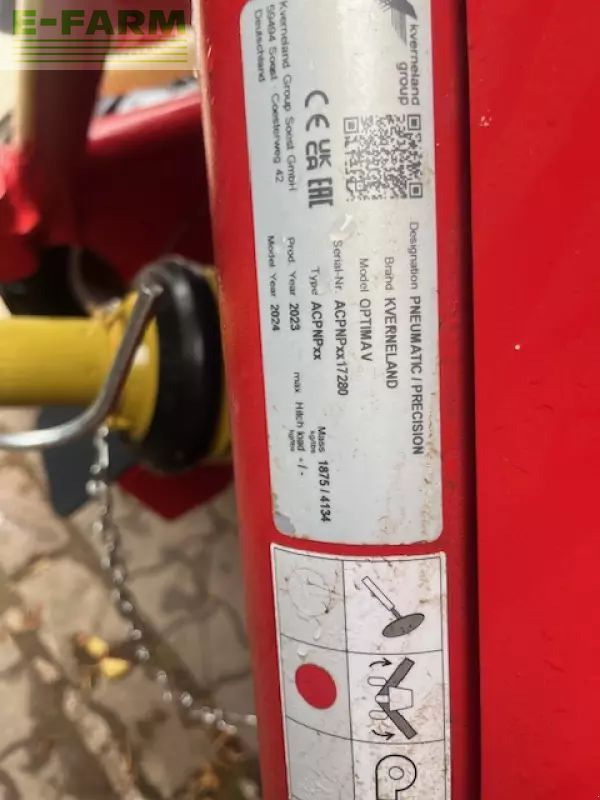 E-FARM
kverneland
group
Kverneland Group Soest GmbH
59494 Soest Coesterweg 42
Deutschland
CE UK CA EAC
Designation PNEUMATIC / PRECISION
Brand KVERNELAND
Model OPTIMA V
Serial-Nr. ACPNPxx17280
Type ACPNPxx
Prod. Year 2023
Model Year 2024
Mass kg/lbs 1875 / 4134
max Hitch load + / - kg/lbs